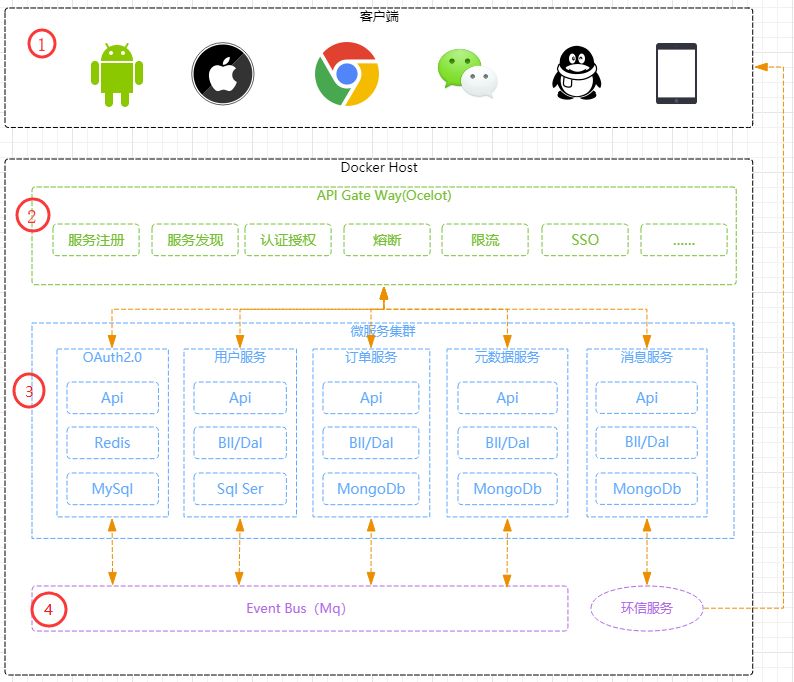 客户端
1
Docker Host
API Gate Way(Ocelot)
2
服务注册 服务发现 认证授权 熔断 限流 SSO ......
微服务集群
OAuth2.0 用户服务 订单服务 元数据服务 消息服务
3
Api Api Api Api Api
Redis Bll/Dal Bll/Dal Bll/Dal Bll/Dal
MySql Sql Ser MongoDb MongoDb MongoDb
4
Event Bus（Mq） 环信服务